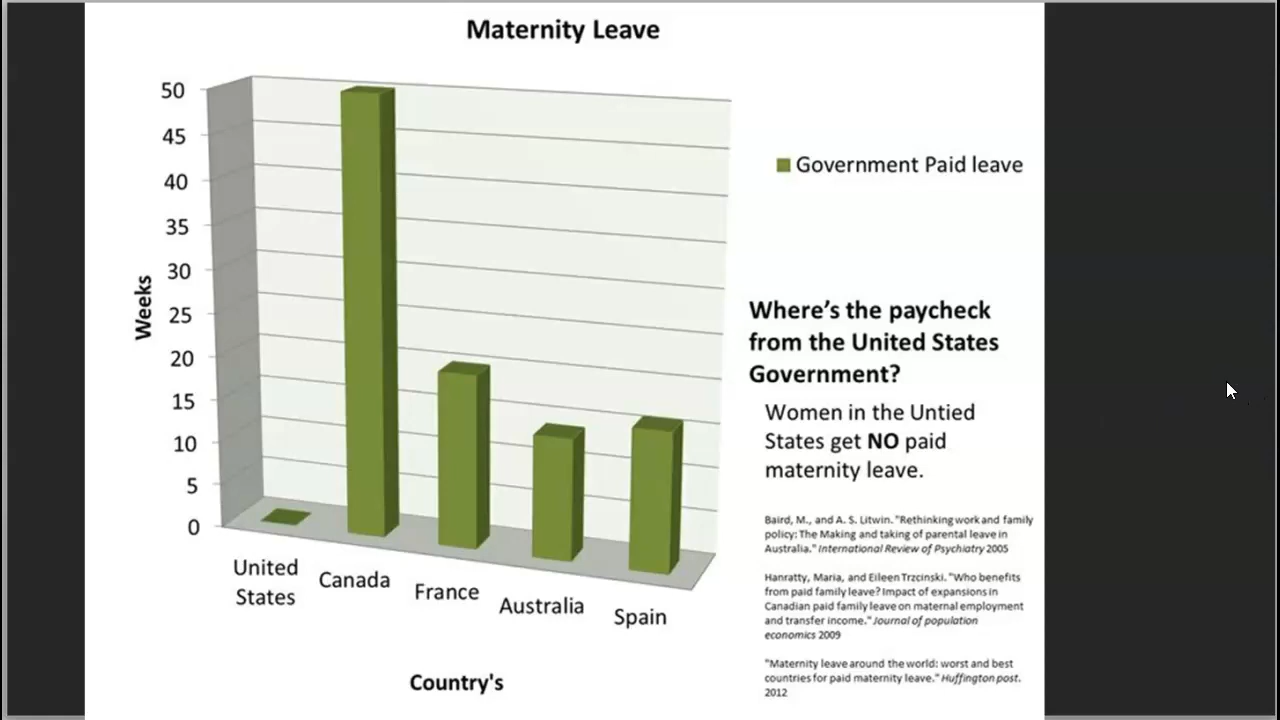 Maternity Leave
50
45
40
35
30
25
20
15
10
5
0
Weeks
United
States
Canada
France
Australia
Spain
Country's
Government Paid leave
Where's the paycheck
from the United States
Government?
Women in the Untied
States get NO paid
maternity leave.
Baird, M., and A. S. Litwin. "Rethinking work and family
policy: The Making and taking of parental leave in
Australia." International Review of Psychiatry 2005
Hanratty, Maria, and Eileen Trzcinski. "Who benefits
from paid family leave? Impact of expansions in
Canadian paid family leave on maternal employment
and transfer income." Journal of population
economics 2009
"Maternity leave around the world: worst and best
countries for paid maternity leave." Huffington post.
2012